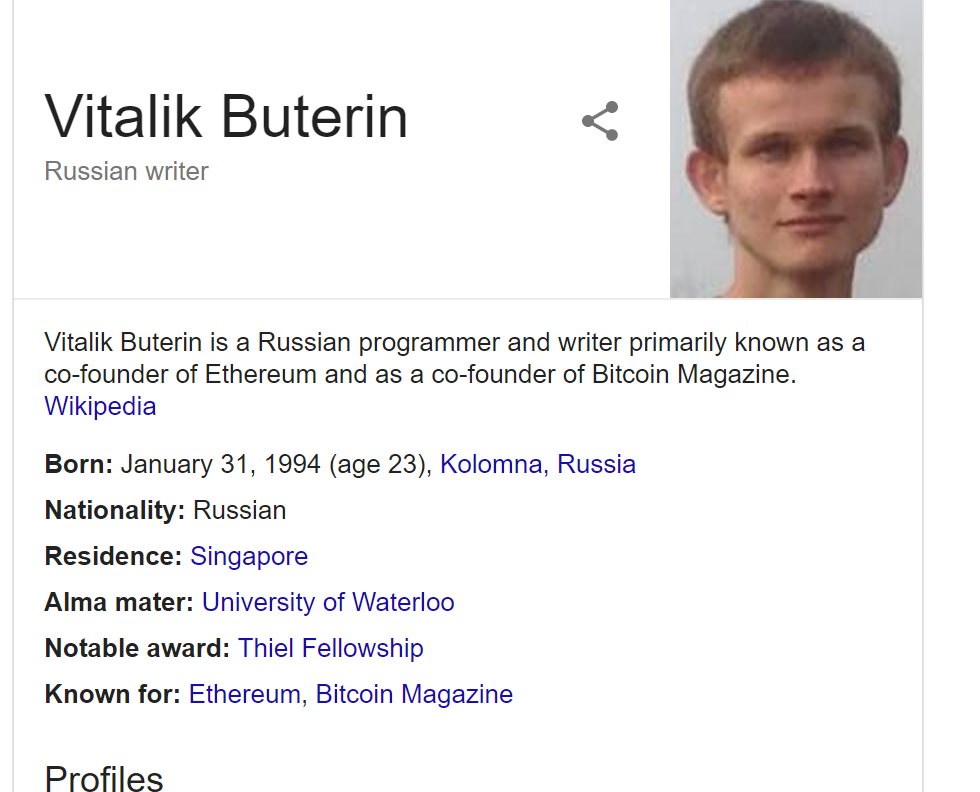 Vitalik Buterin
Russian writer
Vitalik Buterin is a Russian programmer and writer primarily known as a
co-founder of Ethereum and as a co-founder of Bitcoin Magazine.
Wikipedia
Born: January 31, 1994 (age 23), Kolomna, Russia
Nationality: Russian
Residence: Singapore
Alma mater: University of Waterloo
Notable award: Thiel Fellowship
Known for: Ethereum, Bitcoin Magazine
Profiles